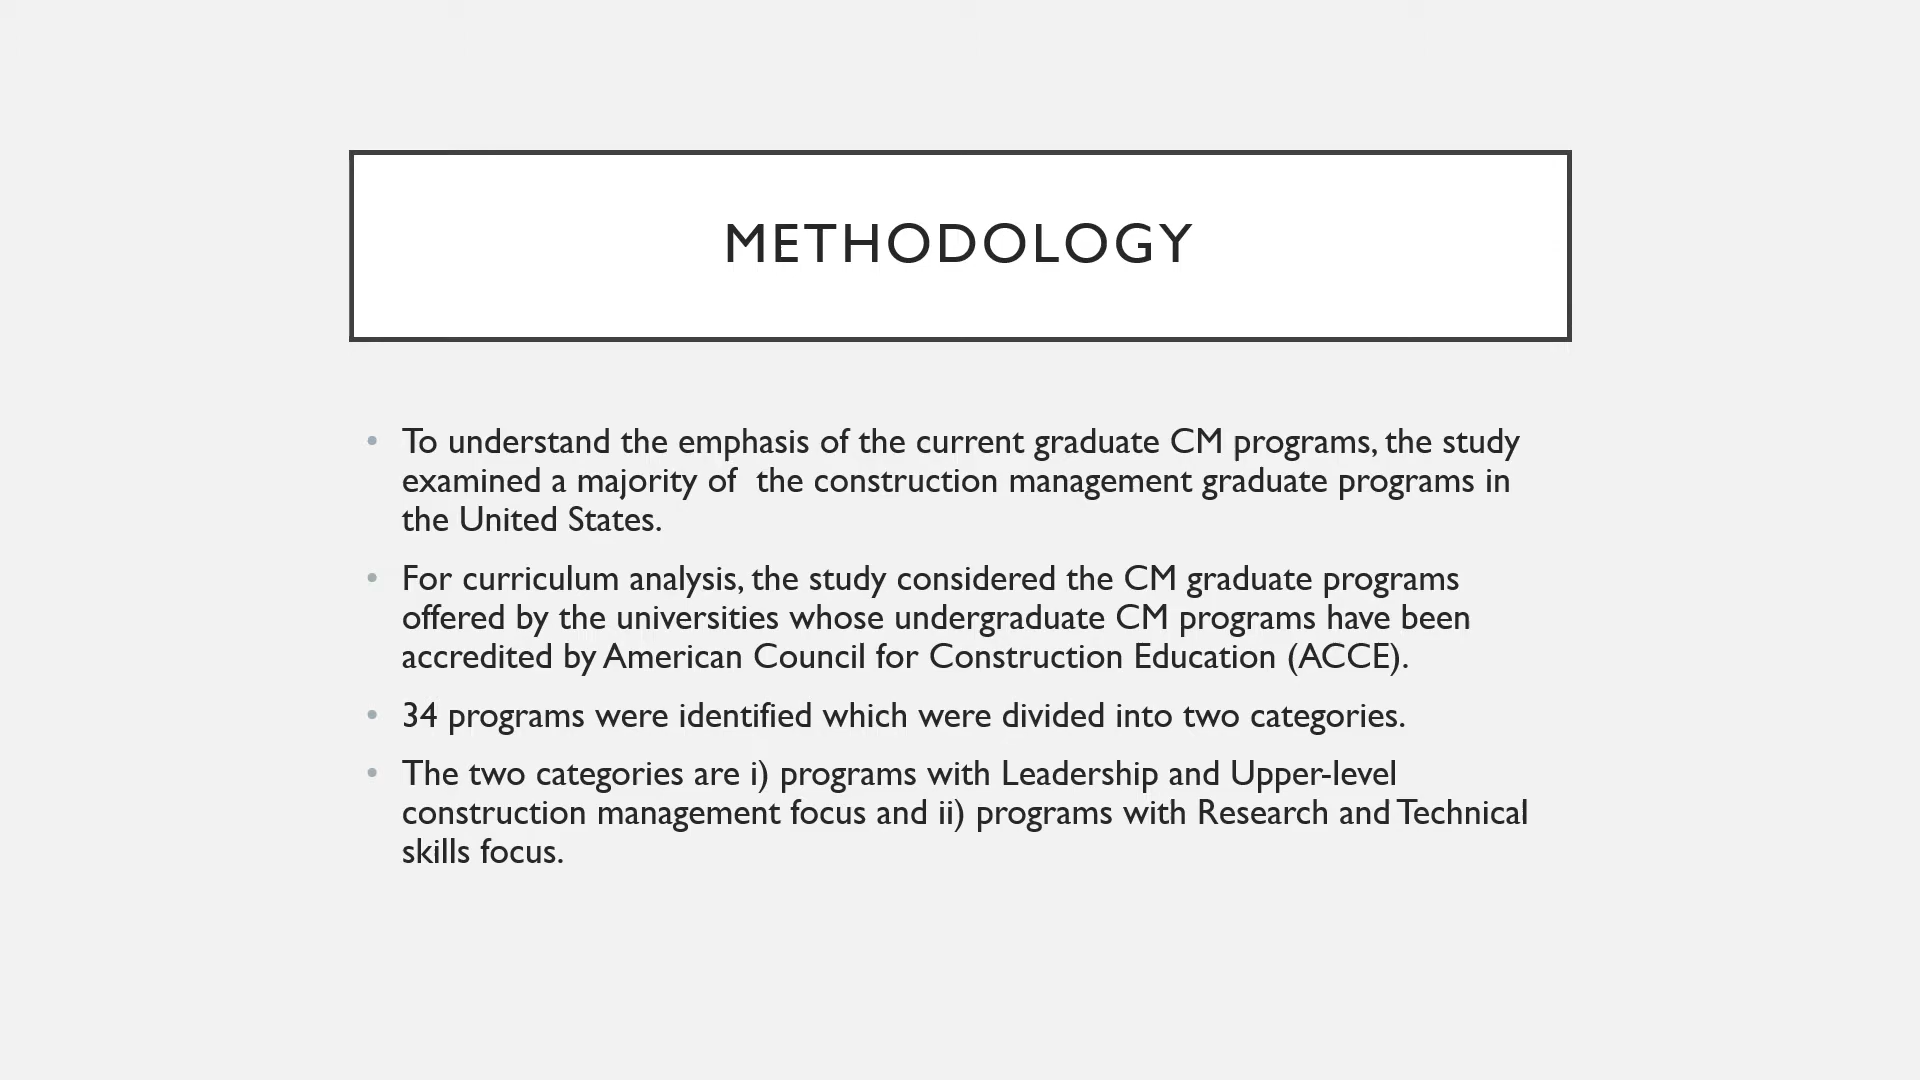 METHODOLOGY
• To understand the emphasis of the current graduate CM programs, the study
examined a majority of  the construction management graduate programs in
the United States.
• For curriculum analysis, the study considered the CM graduate programs
offered by the universities whose undergraduate CM programs have been
accredited by American Council for Construction Education (ACCE).
• 34 programs were identified which were divided into two categories.
• The two categories are i) programs with Leadership and Upper-level
construction management focus and ii) programs with Research and Technical
skills focus.